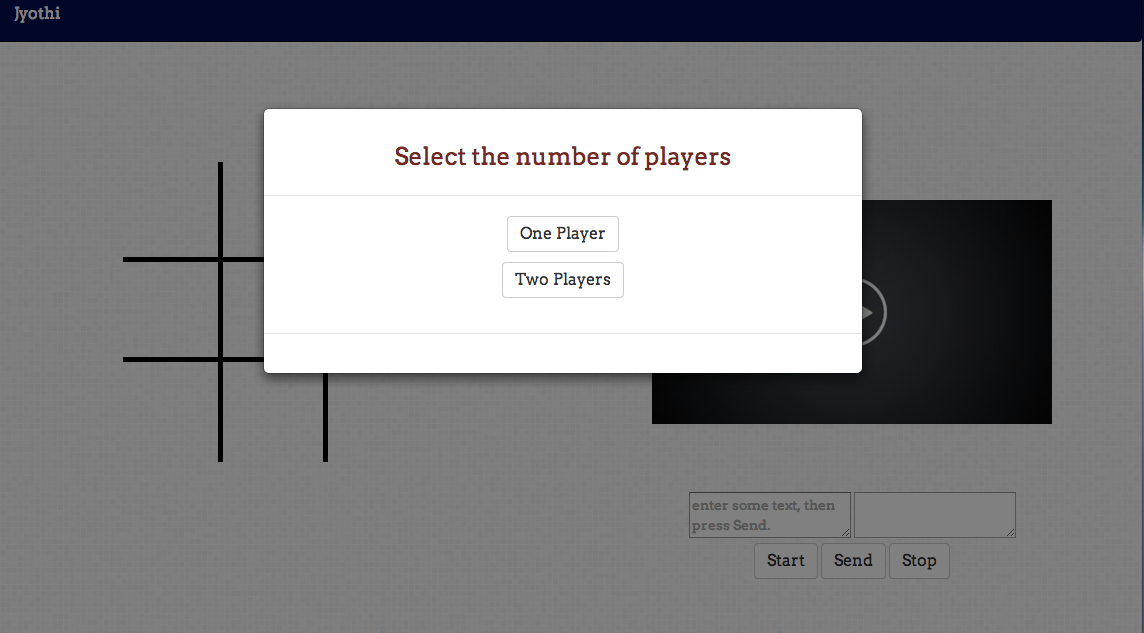 Jyothi
Select the number of players
One Player
Two Players
enter some text, then
press Send.
Start Send Stop